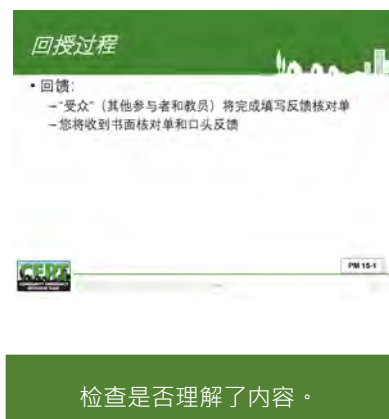 回授过程
• 回馈：
–“受众”（其他参与者和教员）将完成填写反馈核对单
– 您将收到书面核对单和口头反馈
PM 15-1
CERT
检查是否理解了内容。